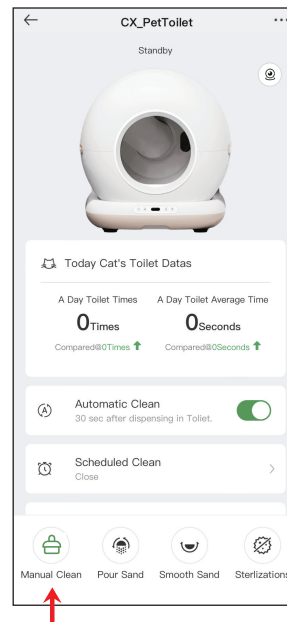 CX_PetToilet
Standby
Today Cat's Toilet Datas
A Day Toilet Times
A Day Toilet Average Time
0Times
0Seconds
Compared@0Times
Compared@0Seconds
Automatic Clean
30 sec after dispensing in Toliet.
Scheduled Clean
Close
Manual Clean
Pour Sand
Smooth Sand
Sterlizations